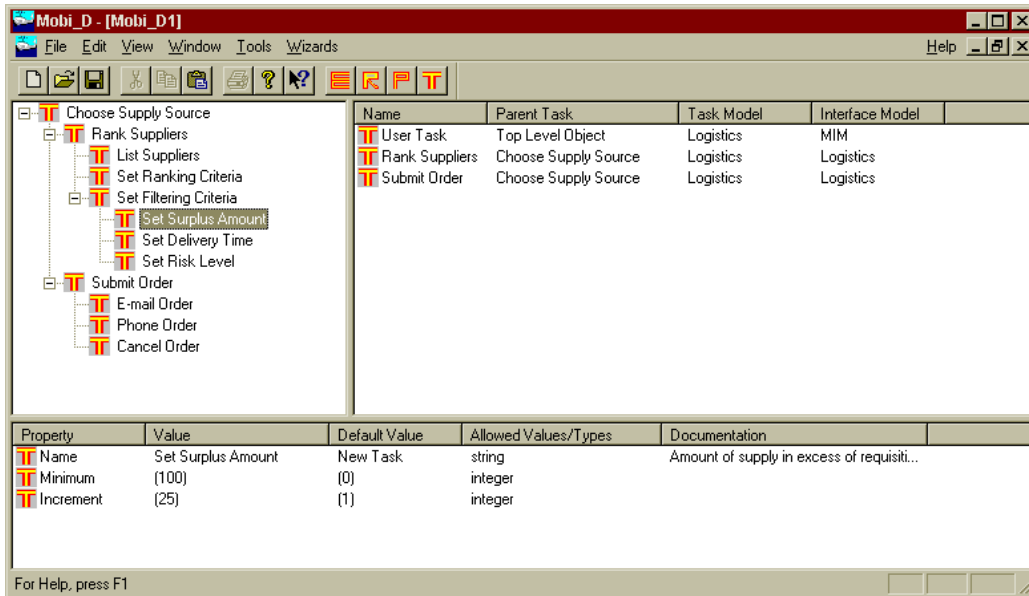 Mobi_D - [Mobi_D1]
File Edit View Window Tools Wizards Help
Choose Supply Source
Rank Suppliers
List Suppliers
Set Ranking Criteria
Set Filtering Criteria
Set Surplus Amount
Set Delivery Time
Set Risk Level
Submit Order
E-mail Order
Phone Order
Cancel Order
Name Parent Task Task Model Interface Model
User Task Top Level Object Logistics MIM
Rank Suppliers Choose Supply Source Logistics Logistics
Submit Order Choose Supply Source Logistics Logistics
Property Value Default Value Allowed Values/Types Documentation
Name Set Surplus Amount New Task string Amount of supply in excess of requisiti...
Minimum (100) (0) integer
Increment (25) (1) integer
For Help, press F1